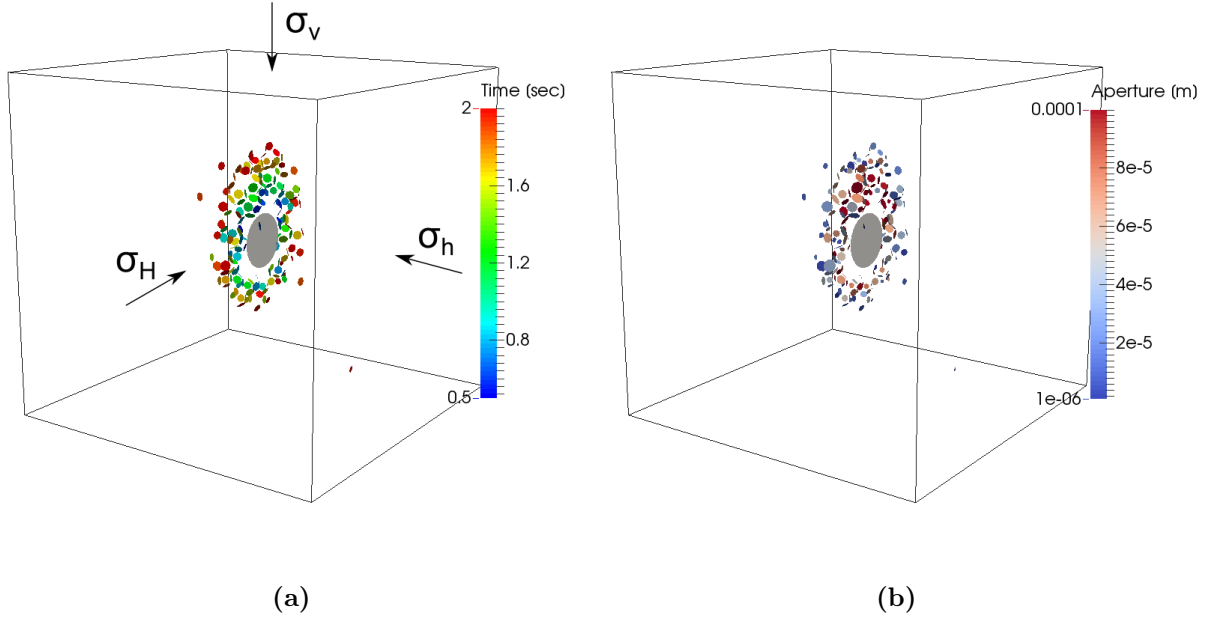 σv
Time [sec]
2
1.6
1.2
0.8
0.5
σH
σh
(a)
Aperture [m]
0.0001
8e-5
6e-5
4e-5
2e-5
1e-06
(b)